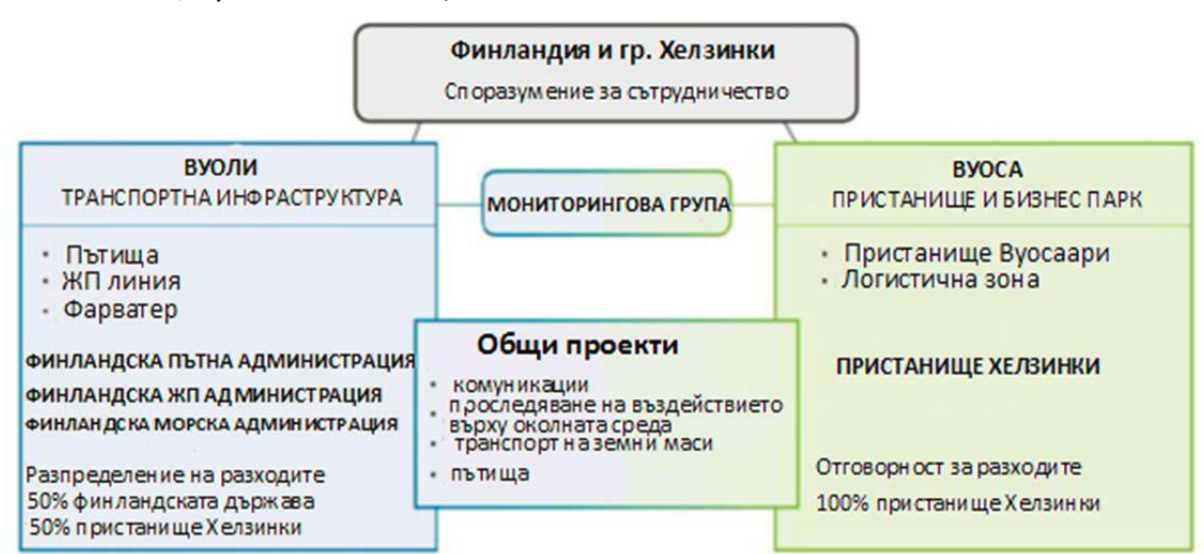 Финландия и гр. Хелзинки
Споразумение за сътрудничество
ВУОЛИ
ТРАНСПОРТНА ИНФРАСТРУКТУРА
• Пътища
• ЖП линия
• Фарватер
ФИНЛАНДСКА ПЪТНА АДМИНИСТРАЦИЯ
ФИНЛАНДСКА ЖП АДМИНИСТРАЦИЯ
ФИНЛАНДСКА МОРСКА АДМИНИСТРАЦИЯ
Разпределение на разходите
50% финландската държава
50% пристанище Хелзинки
МОНИТОРИНГОВА ГРУПА
Общи проекти
• комуникации
• проследяване на въздействието
върху околната среда
• транспорт на земни маси
• пътища
ВУОСА
ПРИСТАНИЩЕ И БИЗНЕС ПАРК
• Пристанище Вуосаари
• Логистична зона
ПРИСТАНИЩЕ ХЕЛЗИНКИ
Отговорност за разходите
100% пристанище Хелзинки